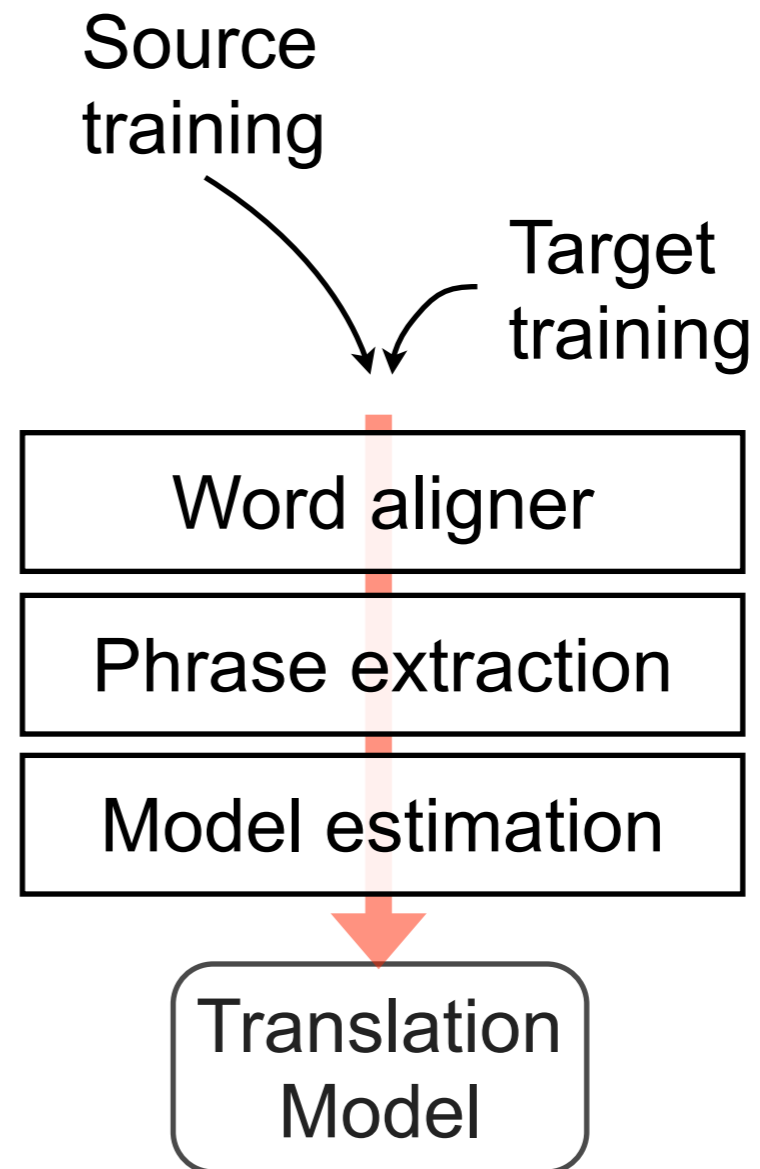 Source
training
Target
training
Word aligner
Phrase extraction
Model estimation
Translation
Model